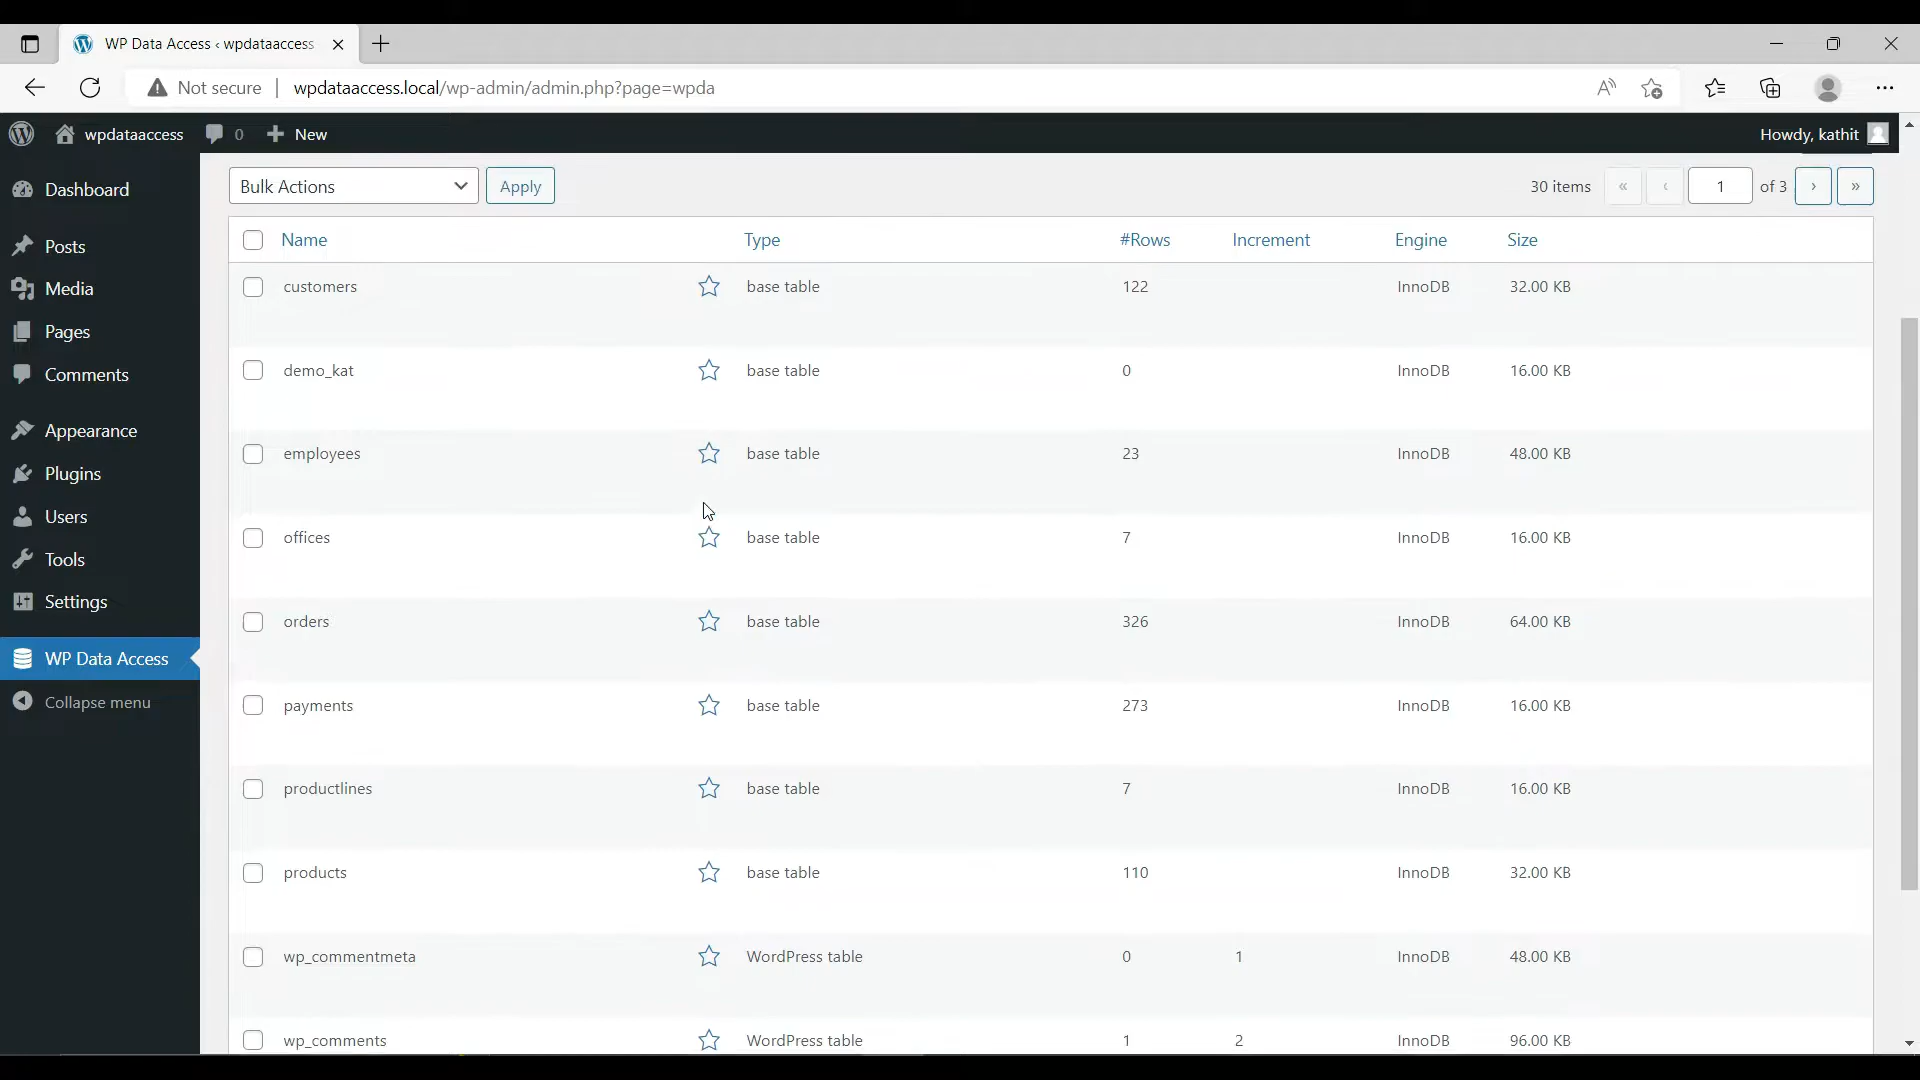 WP Data Access ‹ wpdataaccess
Not secure wpdataaccess.local/wp-admin/admin.php?page=wpda
wpdataaccess 0 New Howdy, kathit
Dashboard
Posts
Media
Pages
Comments
Appearance
Plugins
Users
Tools
Settings
WP Data Access
Collapse menu
Bulk Actions Apply 30 items « ‹ 1 of 3 › »
Name Type #Rows Increment Engine Size
customers base table 122 InnoDB 32.00 KB
demo_kat base table 0 InnoDB 16.00 KB
employees base table 23 InnoDB 48.00 KB
offices base table 7 InnoDB 16.00 KB
orders base table 326 InnoDB 64.00 KB
payments base table 273 InnoDB 16.00 KB
productlines base table 7 InnoDB 16.00 KB
products base table 110 InnoDB 32.00 KB
wp_commentmeta WordPress table 0 1 InnoDB 48.00 KB
wp_comments WordPress table 1 2 InnoDB 96.00 KB